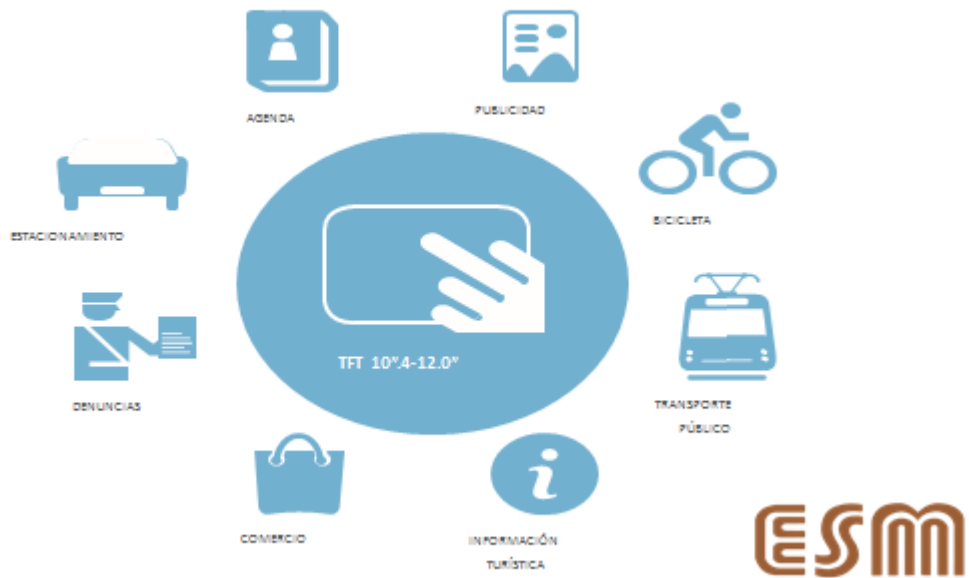 AGENDA
PUBLICIDAD
BICICLETA
ESTACIONAMIENTO
TFT 10".4-12.0"
DENUNCIAS
TRANSPORTE
PÚBLICO
COMERCIO
INFORMACIÓN
TURÍSTICA
ESM